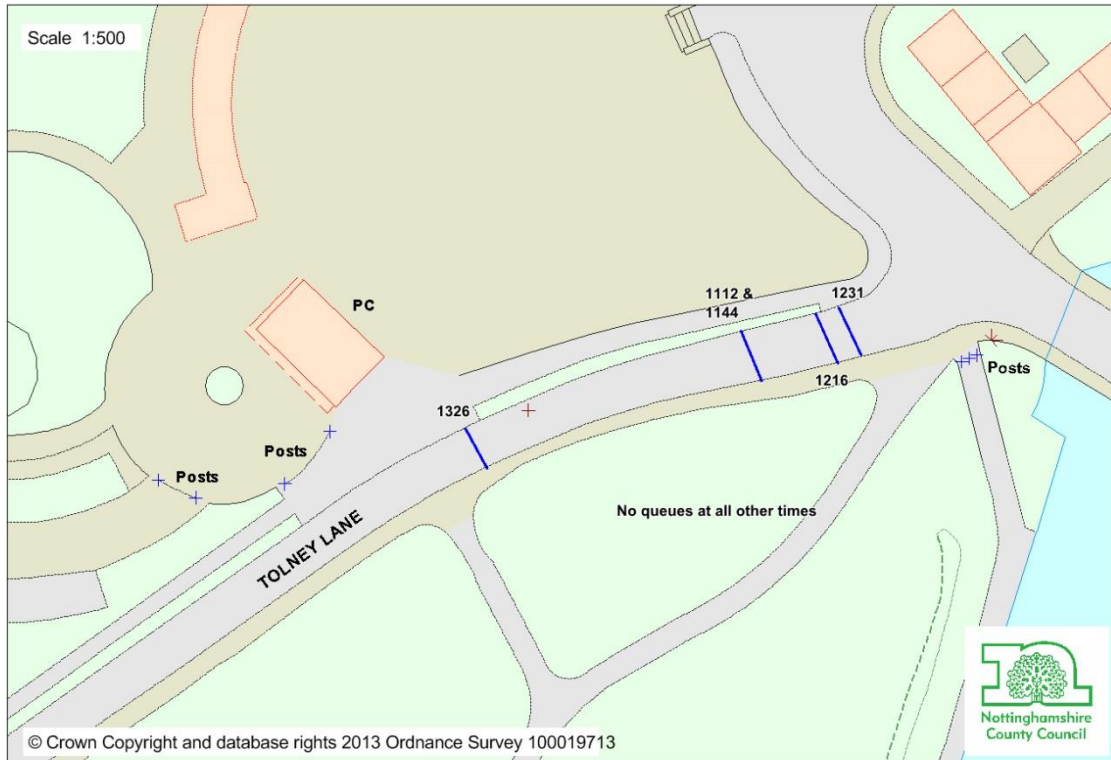 Scale 1:500
PC
1112 &
1144
1231
1216
1326
Posts
Posts
Posts
No queues at all other times
TOLNEY LANE
Nottinghamshire
County Council
© Crown Copyright and database rights 2013 Ordnance Survey 100019713